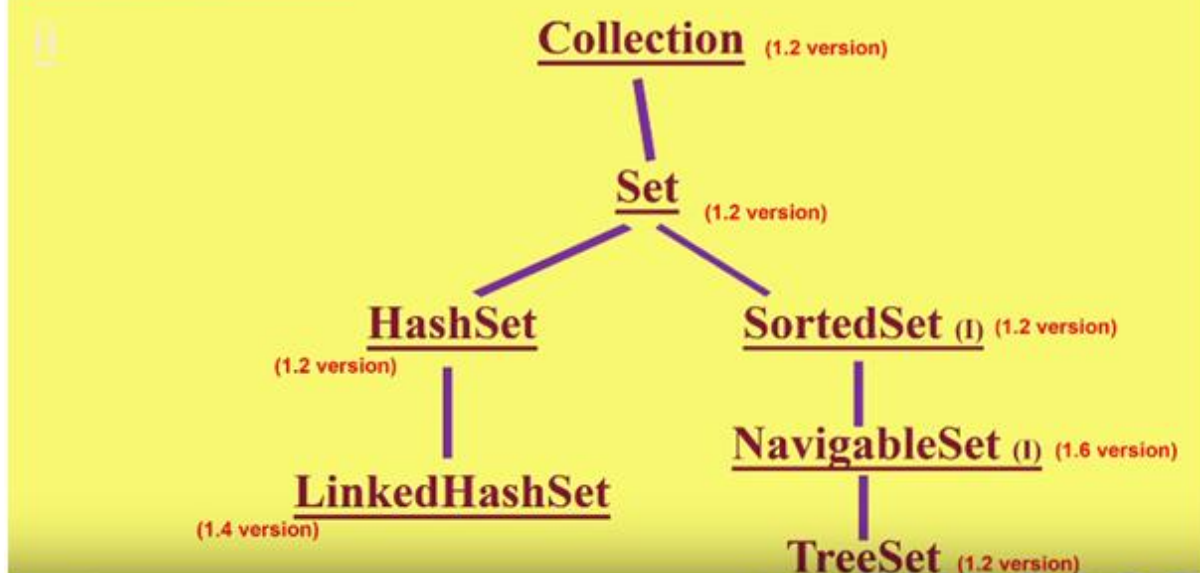 Collection (1.2 version)
Set (1.2 version)
HashSet
(1.2 version)
SortedSet (I) (1.2 version)
NavigableSet (I) (1.6 version)
LinkedHashSet
(1.4 version)
TreeSet (1.2 version)